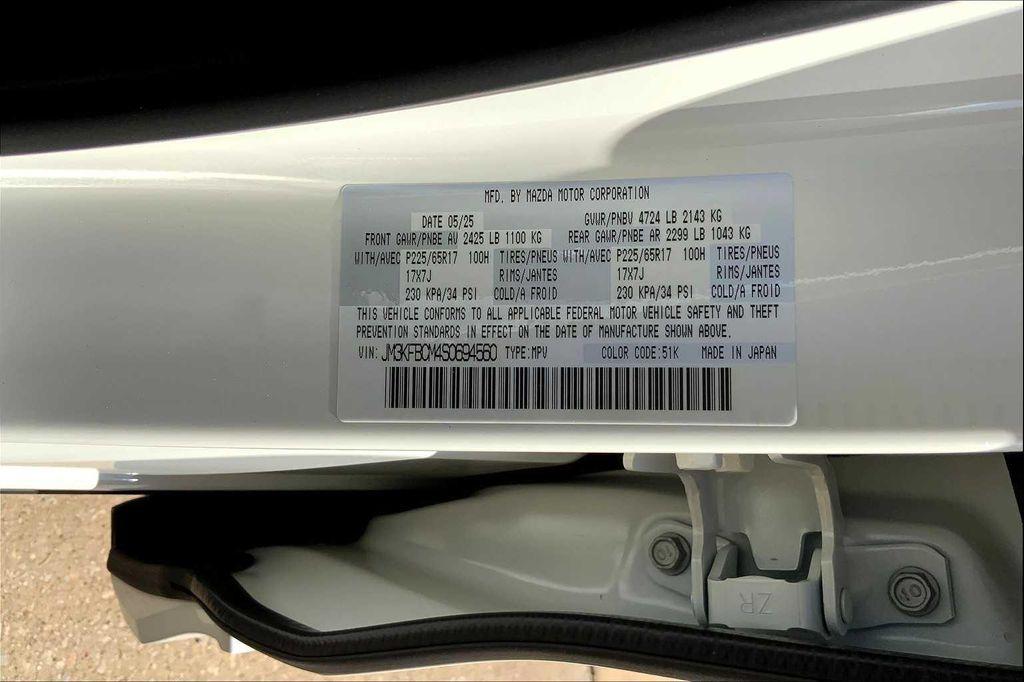 MFD. BY MAZDA MOTOR CORPORATION
DATE 05/25 GVWR/PNBV 4724 LB 2143 KG
FRONT GAWR/PNBE AV 2425 LB 1100 KG REAR GAWR/PNBE AR 2299 LB 1043 KG
WITH/AVEC P225/65R17 100H TIRES/PNEUS WITH/AVEC P225/65R17 100H TIRES/PNEUS
17X7J RIMS/JANTES 17X7J RIMS/JANTES
230 KPA/34 PSI COLD/A FROID 230 KPA/34 PSI COLD/A FROID
THIS VEHICLE CONFORMS TO ALL APPLICABLE FEDERAL MOTOR VEHICLE SAFETY AND THEFT
PREVENTION STANDARDS IN EFFECT ON THE DATE OF MANUFACTURE SHOWN ABOVE.
VIN: JM3KFBCM4S0694560 TYPE:MPV COLOR CODE:51K MADE IN JAPAN
ZR